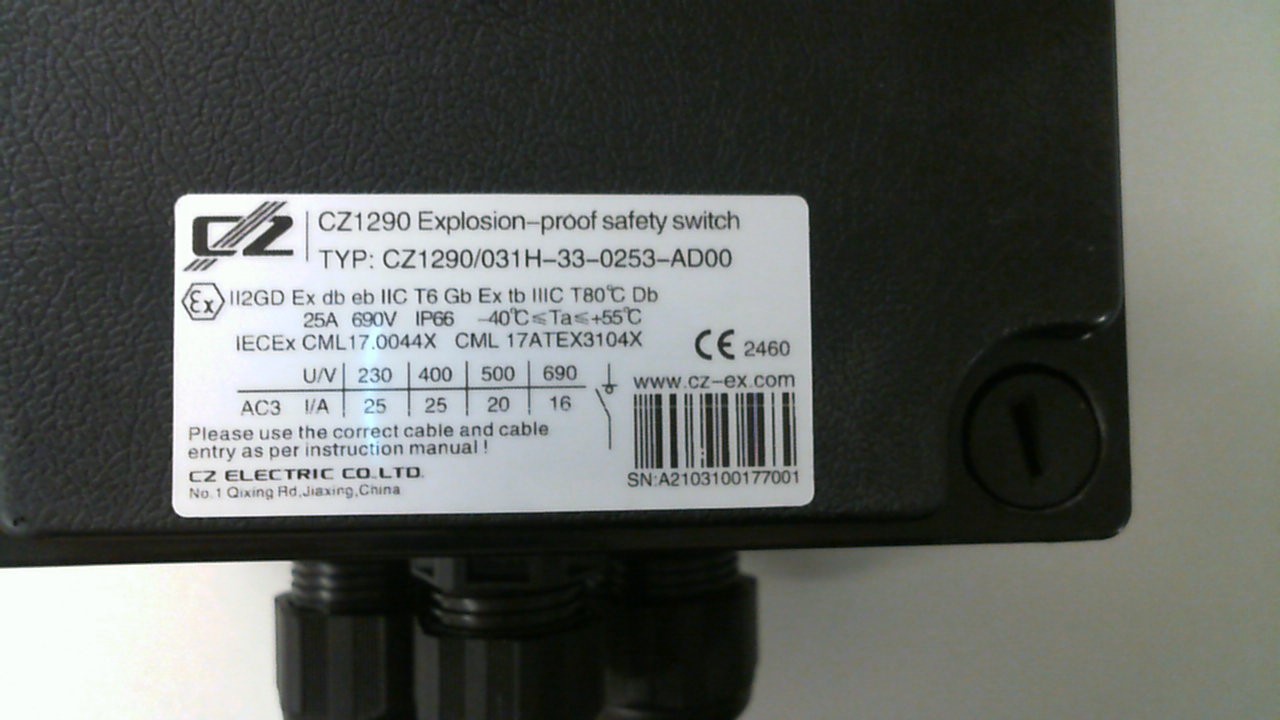 CZ CZ1290 Explosion-proof safety switch
TYP: CZ1290/031H-33-0253-AD00
Ex II2GD Ex db eb IIC T6 Gb Ex tb IIIC T80℃ Db
25A 690V IP66 -40℃≤Ta≤+55℃
IECEx CML17.0044X CML 17ATEX3104X
CE 2460
U/V 230 400 500 690
AC3 I/A 25 25 20 16
www.cz-ex.com
Please use the correct cable and cable
entry as per instruction manual !
CZ ELECTRIC CO.LTD.
No.1 Qixing Rd,Jiaxing,China
SN:A2103100177001